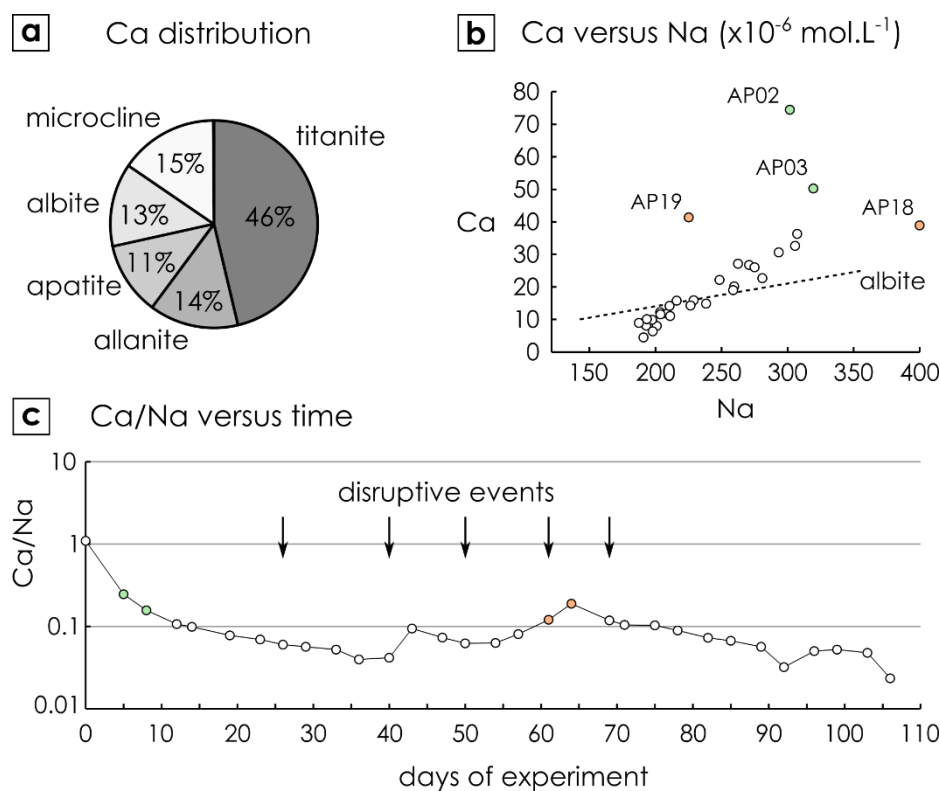 a Ca distribution
microcline
titanite
15%
albite
13%
46%
11%
apatite
14%
allanite
b Ca versus Na (x10⁻⁶ mol.L⁻¹)
80
70
60
50
40
30
20
10
0
Ca
AP02
AP03
AP19
AP18
albite
150 200 250 300 350 400
Na
c Ca/Na versus time
10
1
0.1
0.01
Ca/Na
disruptive events
0 10 20 30 40 50 60 70 80 90 100 110
days of experiment